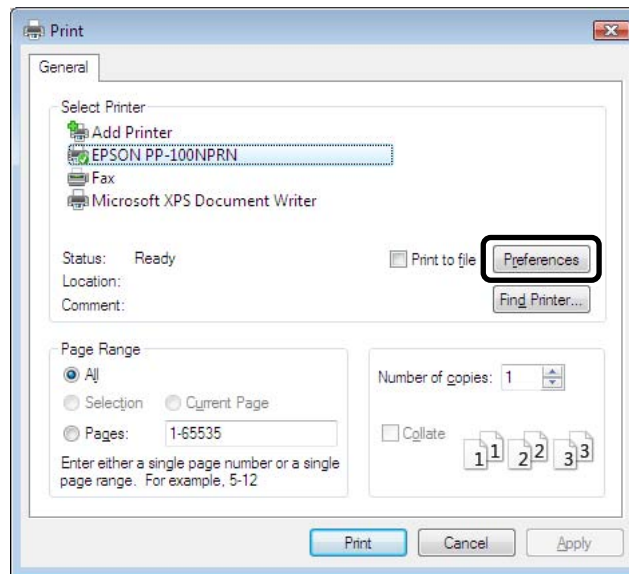 Print
General
Select Printer
Add Printer
EPSON PP-100NPRN
Fax
Microsoft XPS Document Writer
Status: Ready
Print to file
Preferences
Location:
Comment:
Find Printer...
Page Range
All
Selection
Current Page
Pages: 1-65535
Enter either a single page number or a single
page range. For example, 5-12
Number of copies: 1
Collate
1 1 2 2 3 3
Print
Cancel
Apply